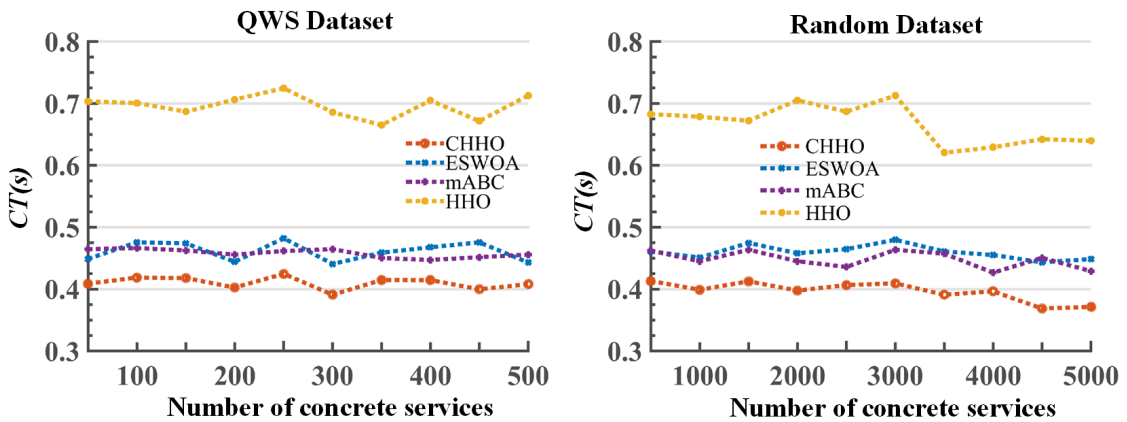 QWS Dataset
0.8
0.7
0.6
0.5
0.4
0.3
CT(s)
CHHO
ESWOA
mABC
HHO
100 200 300 400 500
Number of concrete services
Random Dataset
0.8
0.7
0.6
0.5
0.4
0.3
CT(s)
CHHO
ESWOA
mABC
HHO
1000 2000 3000 4000 5000
Number of concrete services